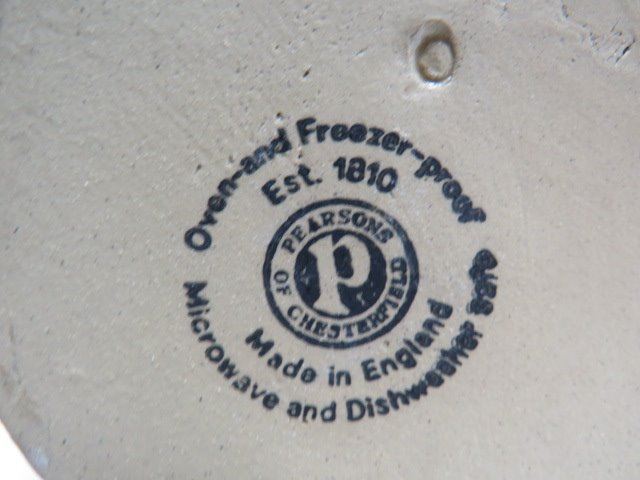 Oven-and Freezer-proof
Est. 1810
PEARSONS
OF CHESTERFIELD
p
Made in England
Microwave and Dishwasher Safe